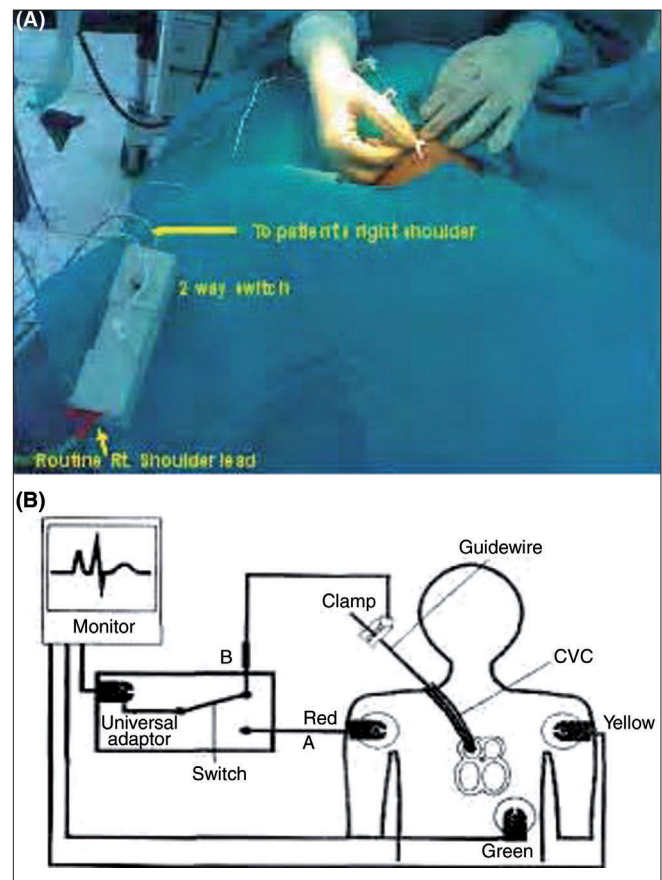 (A)
To patients right shoulder
2 way switch
Routine Rt. Shoulder lead
(B)
Guidewire
Clamp
Monitor
B
CVC
Universal
adaptor
Red
A
Yellow
Switch
Green